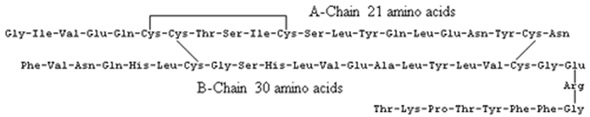 A-Chain 21 amino acids
Gly-Ile-Val-Glu-Gln-Cys-Cys-Thr-Ser-Ile-Cys-Ser-Leu-Tyr-Gln-Leu-Glu-Asn-Tyr-Cys-Asn
Phe-Val-Asn-Gln-His-Leu-Cys-Gly-Ser-His-Leu-Val-Glu-Ala-Leu-Tyr-Leu-Val-Cys-Gly-Glu
B-Chain 30 amino acids
Arg
Thr-Lys-Pro-Thr-Tyr-Phe-Phe-Gly